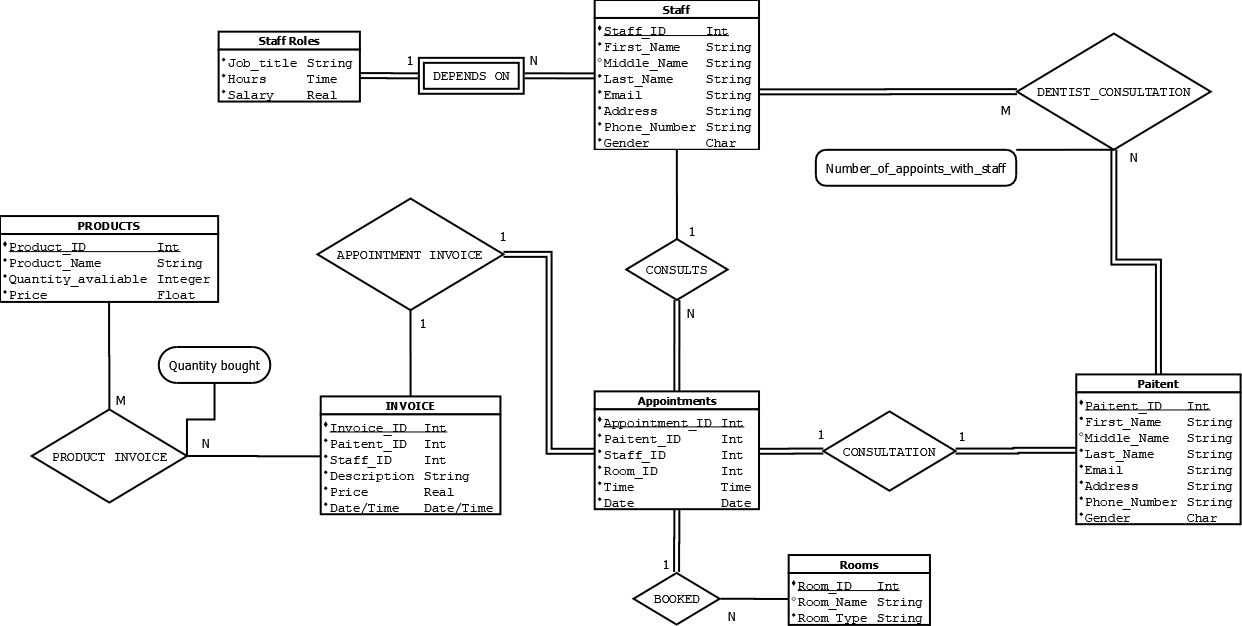 Staff
Staff_ID Int
First_Name String
Middle_Name String
Last_Name String
Email String
Address String
Phone_Number String
Gender Char
Staff Roles
Job_title String
Hours Time
Salary Real
1
DEPENDS ON
N
DENTIST_CONSULTATION
M
N
Number_of_appoints_with_staff
PRODUCTS
Product_ID Int
Product_Name String
Quantity_avaliable Integer
Price Float
APPOINTMENT INVOICE
1
1
1
CONSULTS
N
Quantity bought
M
N
PRODUCT INVOICE
INVOICE
Invoice_ID Int
Paitent_ID Int
Staff_ID Int
Description String
Price Real
Date/Time Date/Time
Appointments
Appointment_ID Int
Paitent_ID Int
Staff_ID Int
Room_ID Int
Time Time
Date Date
1
CONSULTATION
1
Paitent
Paitent_ID Int
First_Name String
Middle_Name String
Last_Name String
Email String
Address String
Phone_Number String
Gender Char
1
BOOKED
N
Rooms
Room_ID Int
Room_Name String
Room_Type String